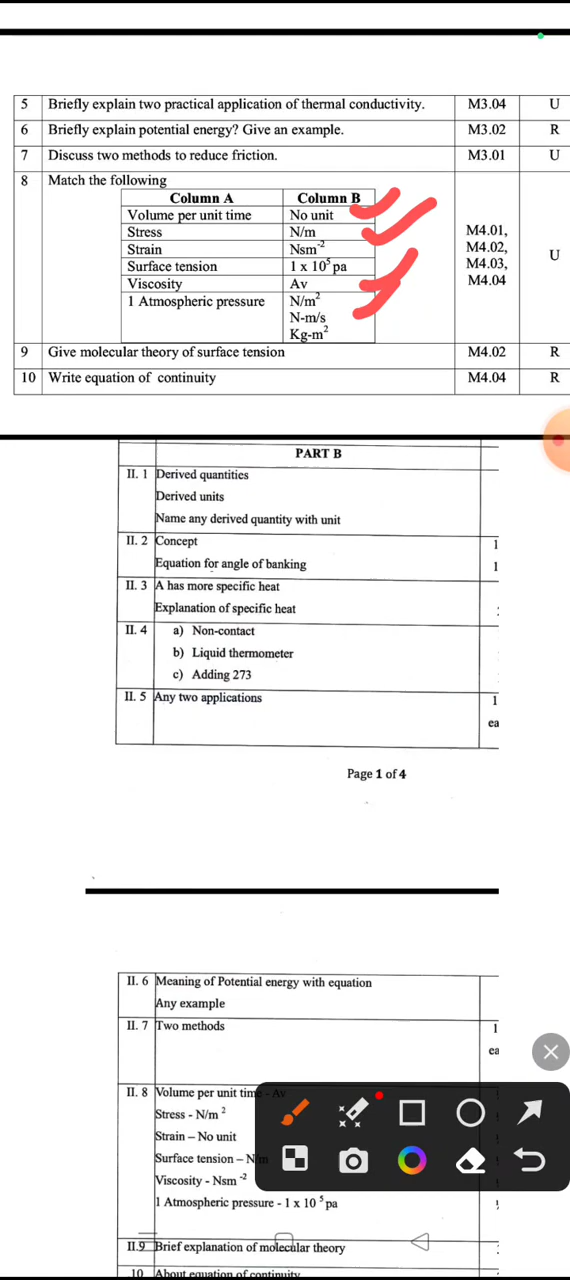 5 Briefly explain two practical application of thermal conductivity. M3.04 U
6 Briefly explain potential energy? Give an example. M3.02 R
7 Discuss two methods to reduce friction. M3.01 U
8 Match the following
Column A Column B
Volume per unit time No unit
Stress N/m
Strain Nsm⁻²
Surface tension 1 x 10⁵ pa
Viscosity Av
1 Atmospheric pressure N/m²
N-m/s
Kg-m²
M4.01,
M4.02,
M4.03,
M4.04
U
9 Give molecular theory of surface tension M4.02 R
10 Write equation of continuity M4.04 R
PART B
II. 1 Derived quantities
Derived units
Name any derived quantity with unit
II. 2 Concept 1
Equation for angle of banking 1
II. 3 A has more specific heat
Explanation of specific heat
II. 4 a) Non-contact
b) Liquid thermometer
c) Adding 273
II. 5 Any two applications 1
ea
Page 1 of 4
II. 6 Meaning of Potential energy with equation
Any example
II. 7 Two methods 1
ea
II. 8 Volume per unit time - Av
Stress - N/m ²
Strain – No unit
Surface tension – N/m
Viscosity - Nsm ⁻²
1 Atmospheric pressure - 1 x 10 ⁵ pa
II.9 Brief explanation of molecular theory
10 About equation of continuity